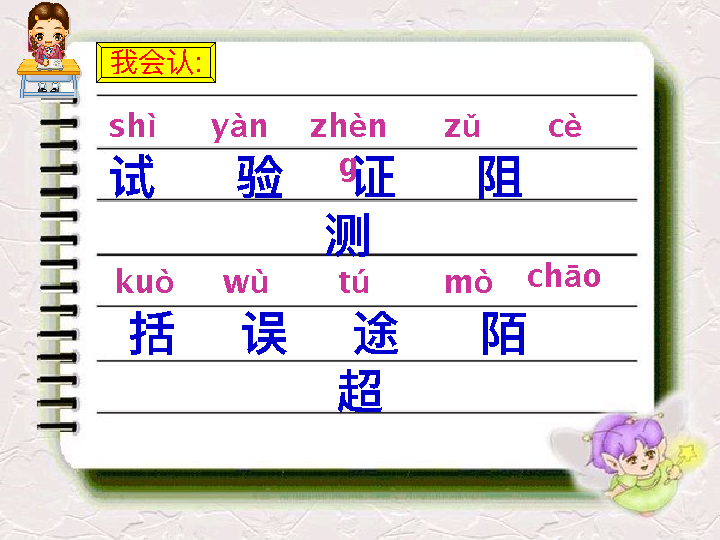 我会认:
shì yàn zhèng zǔ cè
试 验 证 阻
测
kuò wù tú mò chāo
括 误 途 陌
超